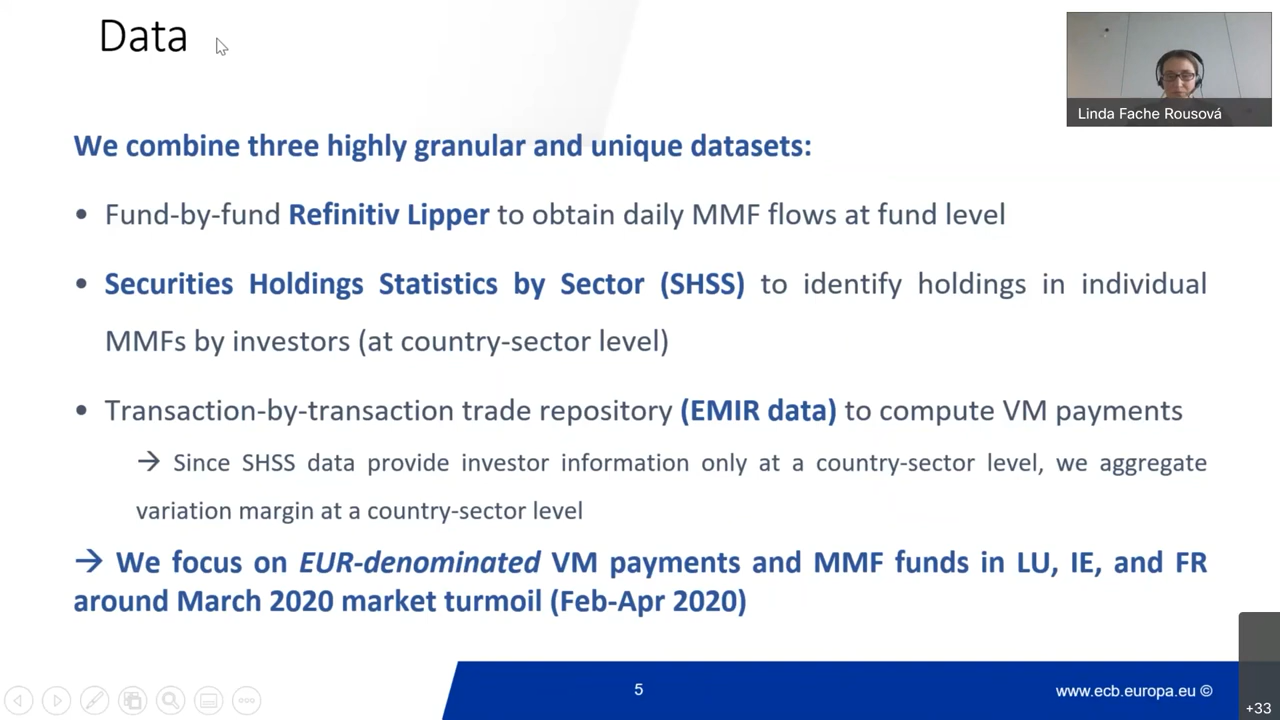 Data
Linda Fache Rousová
We combine three highly granular and unique datasets:
• Fund-by-fund Refinitiv Lipper to obtain daily MMF flows at fund level
• Securities Holdings Statistics by Sector (SHSS) to identify holdings in individual
MMFs by investors (at country-sector level)
• Transaction-by-transaction trade repository (EMIR data) to compute VM payments
→ Since SHSS data provide investor information only at a country-sector level, we aggregate
variation margin at a country-sector level
→ We focus on EUR-denominated VM payments and MMF funds in LU, IE, and FR
around March 2020 market turmoil (Feb-Apr 2020)
5
www.ecb.europa.eu ©
+33